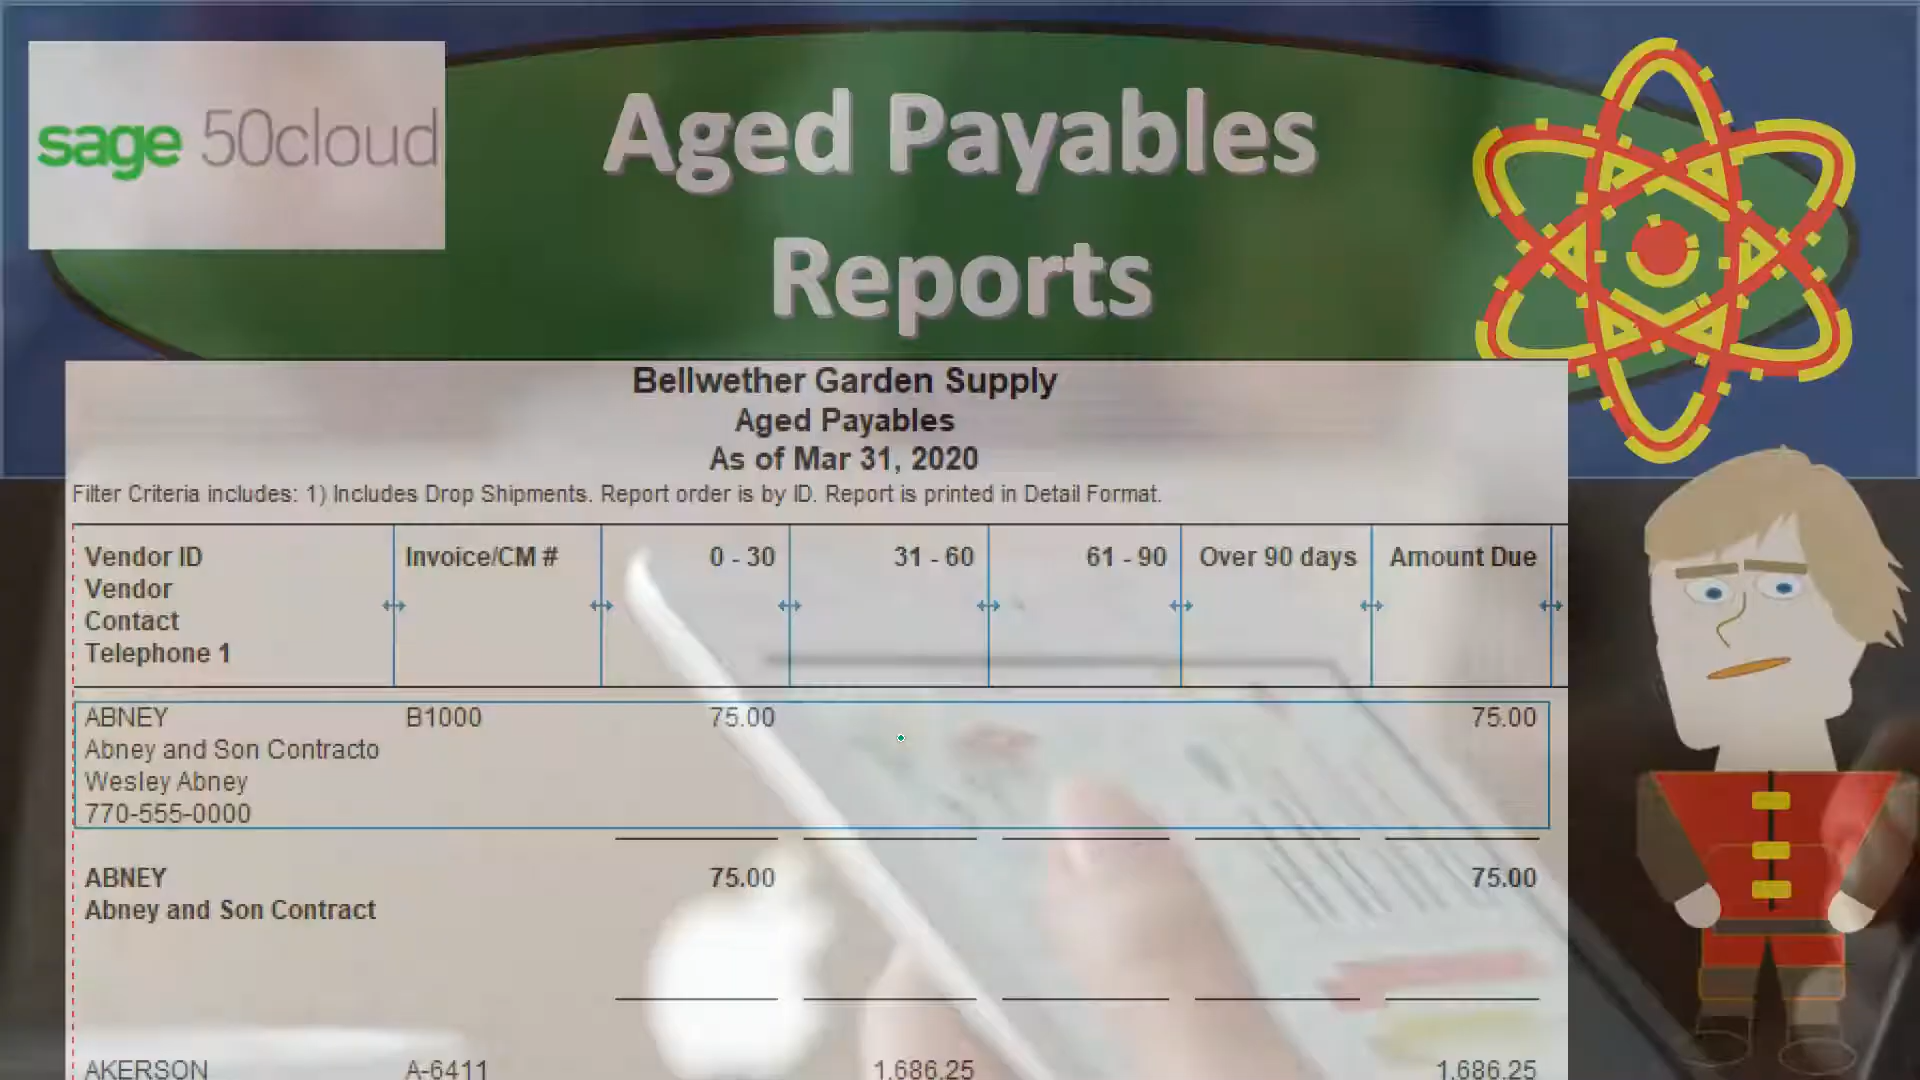 sage 50cloud
Aged Payables
Reports
Bellwether Garden Supply
Aged Payables
As of Mar 31, 2020
Filter Criteria includes: 1) Includes Drop Shipments. Report order is by ID. Report is printed in Detail Format.
Vendor ID Invoice/CM # 0 - 30 31 - 60 61 - 90 Over 90 days Amount Due
Vendor
Contact
Telephone 1
ABNEY B1000 75.00 75.00
Abney and Son Contracto
Wesley Abney
770-555-0000
ABNEY 75.00 75.00
Abney and Son Contract
AKERSON A-6411 1,686.25 1,686.25